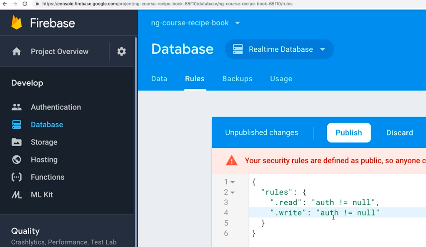 Firebase
ng-course-recipe-book
Project Overview
Database
Realtime Database
Data Rules Backups Usage
Develop
Authentication
Database
Storage
Hosting
Functions
ML Kit
Quality
Crashlytics, Performance, Test Lab
Unpublished changes Publish Discard
Your security rules are defined as public, so anyone c
1 {
2 "rules": {
3 ".read": "auth != null",
4 ".write": "auth != null"
5 }
6 }